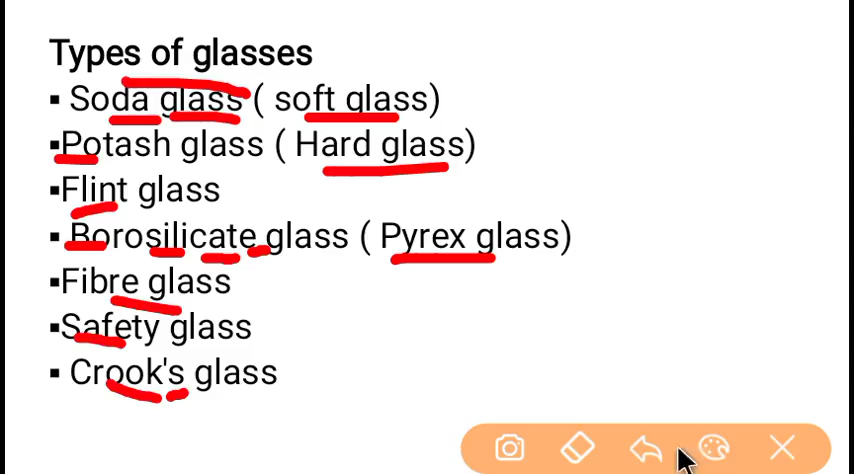 Types of glasses
▪ Soda glass ( soft glass)
▪Potash glass ( Hard glass)
▪Flint glass
▪ Borosilicate glass ( Pyrex glass)
▪Fibre glass
▪Safety glass
▪ Crook's glass